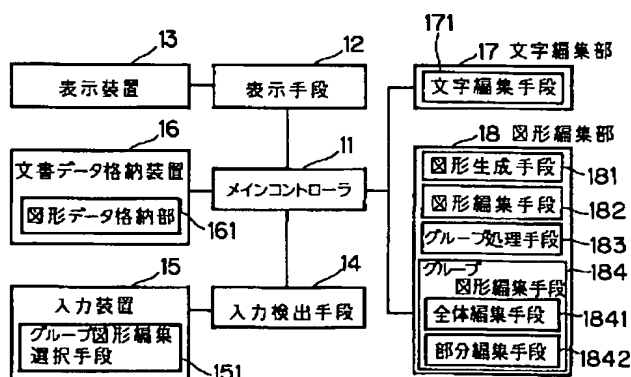 13
表示装置
12
表示手段
16
文書データ格納装置
図形データ格納部
161
11
メインコントローラ
15
入力装置
グループ図形編集
選択手段
151
14
入力検出手段
171
17 文字編集部
文字編集手段
18 図形編集部
図形生成手段
181
図形編集手段
182
グループ処理手段
183
グループ
図形編集手段
184
全体編集手段
1841
部分編集手段
1842